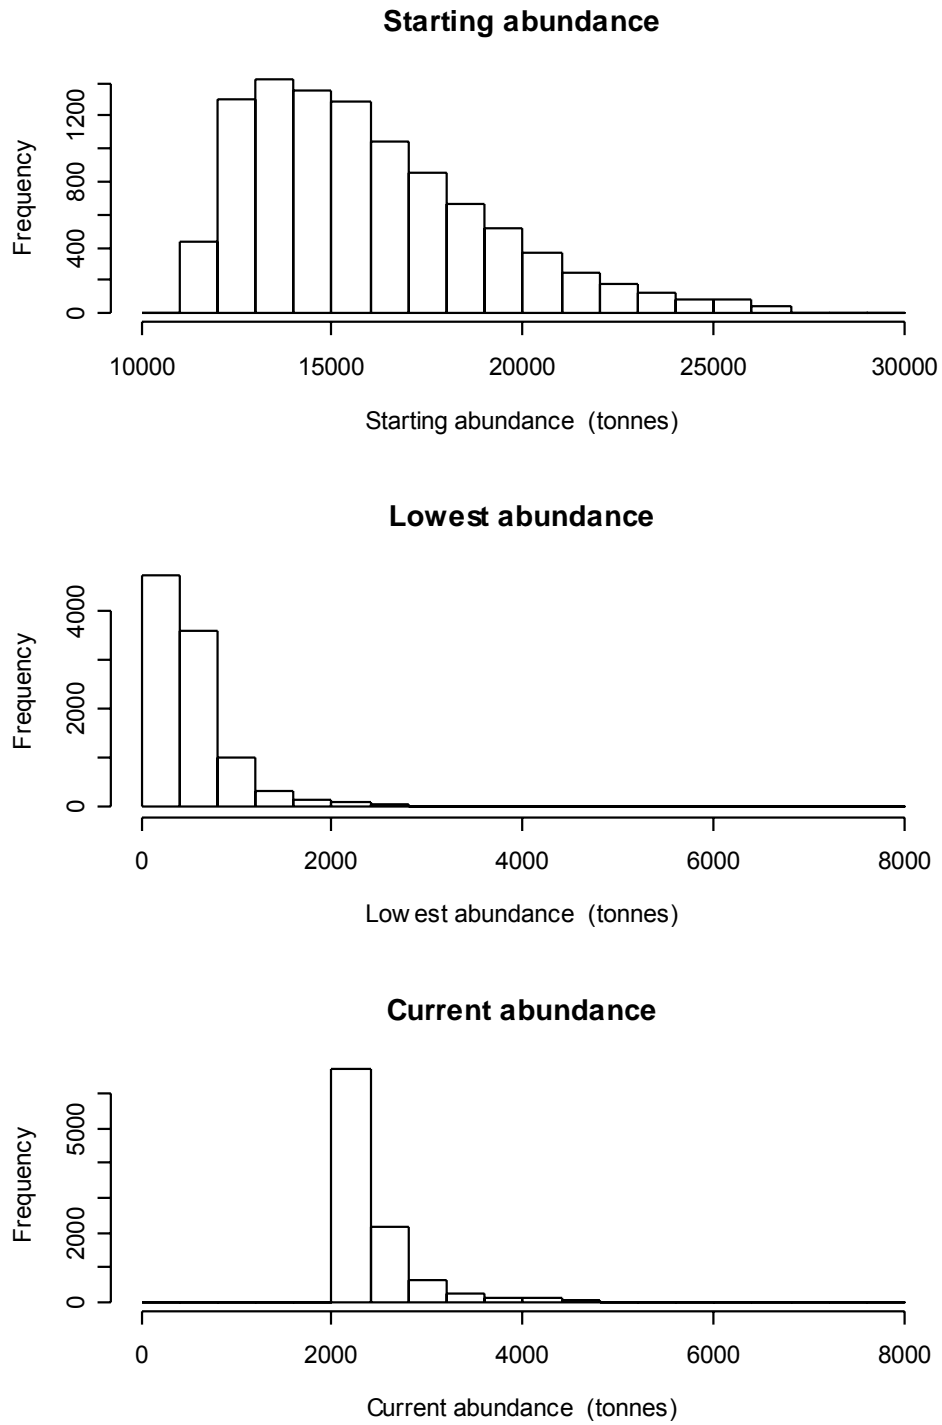 Starting abundance
Frequency
0 400 800 1200
10000 15000 20000 25000 30000
Starting abundance (tonnes)
Lowest abundance
Frequency
0 2000 4000
0 2000 4000 6000 8000
Lowest abundance (tonnes)
Current abundance
Frequency
0 2000 5000
0 2000 4000 6000 8000
Current abundance (tonnes)